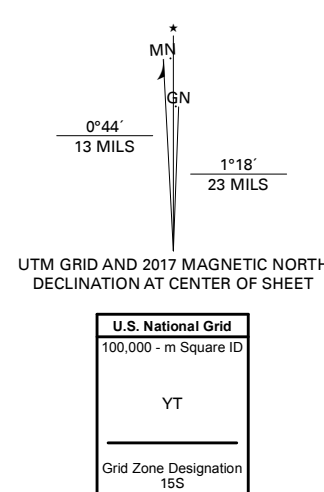 ★
MN
GN
0°44´
13 MILS
1°18´
23 MILS
UTM GRID AND 2017 MAGNETIC NORTH
DECLINATION AT CENTER OF SHEET
U.S. National Grid
100,000 - m Square ID
YT
Grid Zone Designation
15S